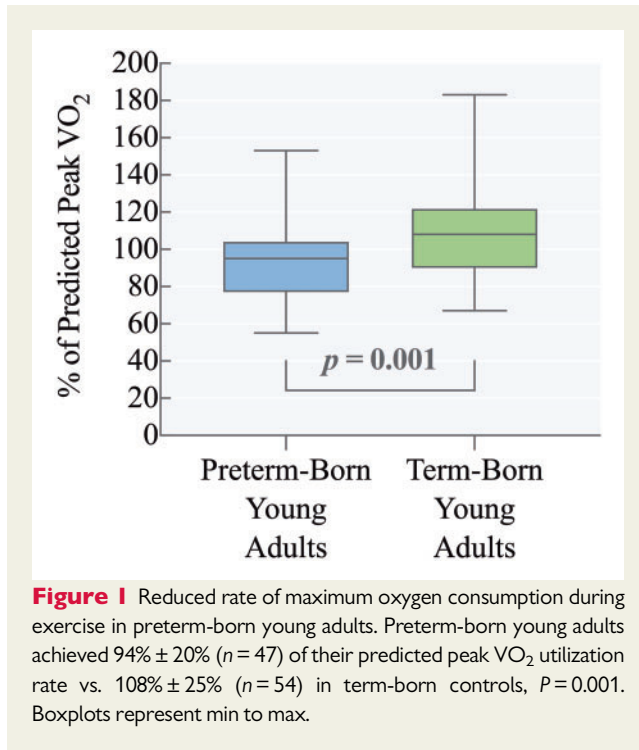 % of Predicted Peak VO₂
200
180
160
140
120
100
80
60
40
20
0
p = 0.001
Preterm-Born Young Adults
Term-Born Young Adults
Figure 1 Reduced rate of maximum oxygen consumption during
exercise in preterm-born young adults. Preterm-born young adults
achieved 94% ± 20% (n = 47) of their predicted peak VO₂ utilization
rate vs. 108% ± 25% (n = 54) in term-born controls, P = 0.001.
Boxplots represent min to max.